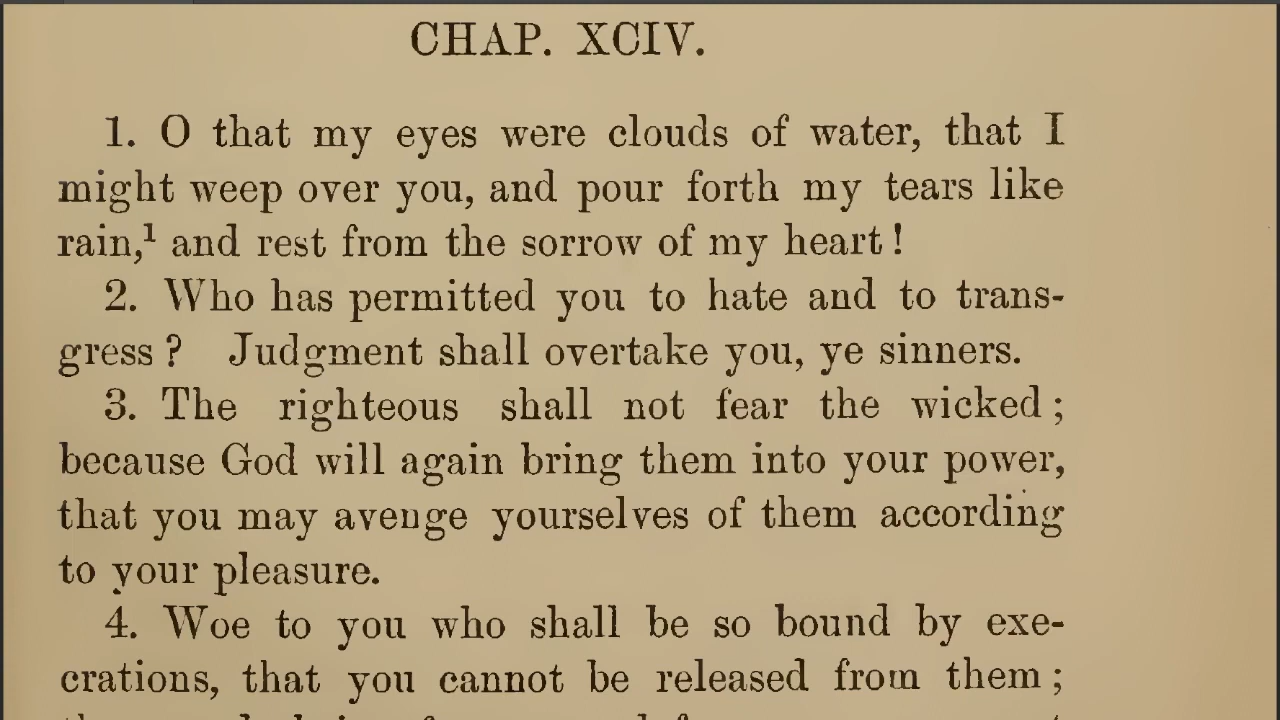 CHAP. XCIV.
1. O that my eyes were clouds of water, that I
might weep over you, and pour forth my tears like
rain,¹ and rest from the sorrow of my heart!
2. Who has permitted you to hate and to trans-
gress? Judgment shall overtake you, ye sinners.
3. The righteous shall not fear the wicked;
because God will again bring them into your power,
that you may avenge yourselves of them according
to your pleasure.
4. Woe to you who shall be so bound by exe-
crations, that you cannot be released from them;